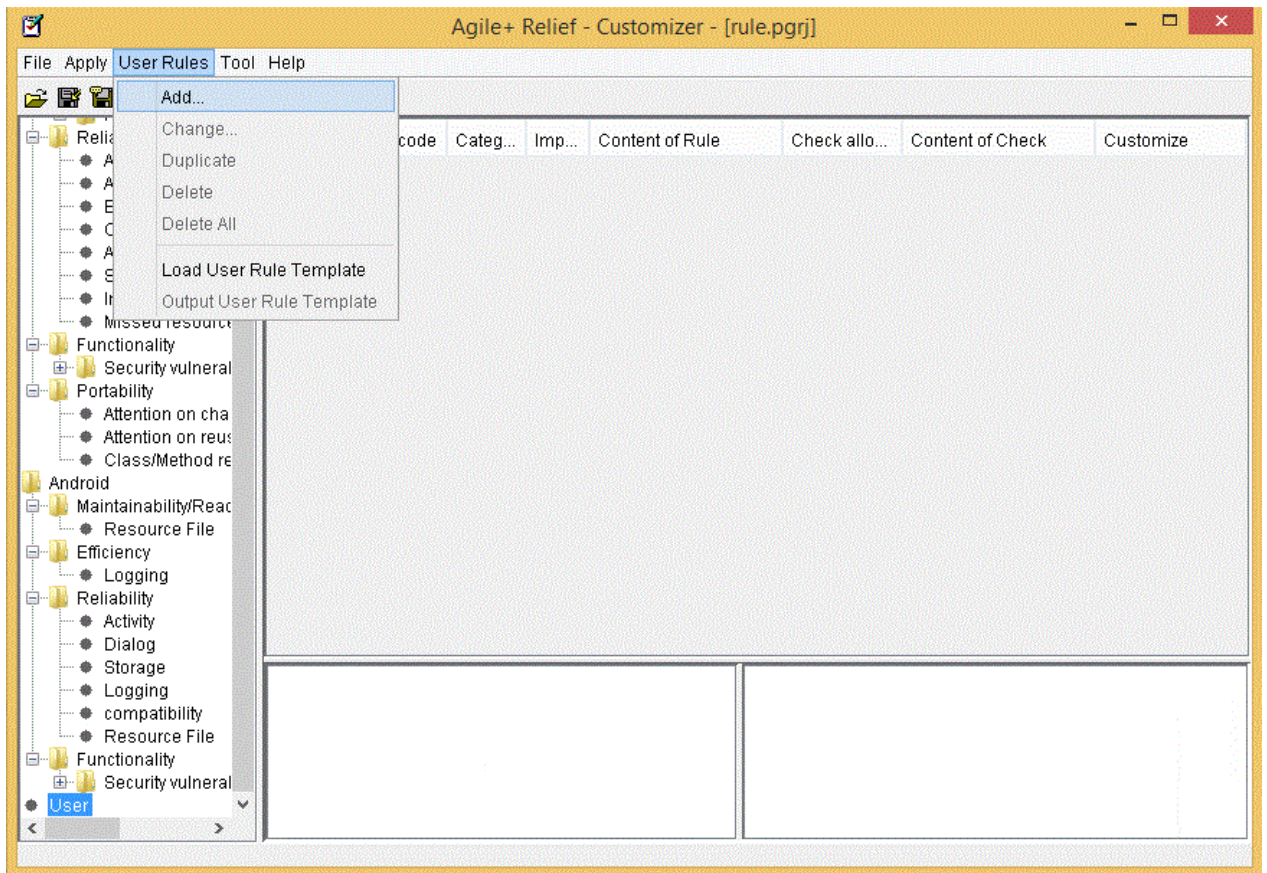 Agile+ Relief - Customizer - [rule.pgrj]
File Apply User Rules Tool Help
Add...
Change...
Duplicate
Delete
Delete All
Load User Rule Template
Output User Rule Template
code Categ... Imp... Content of Rule Check allo... Content of Check Customize
Relia
A
A
E
C
A
S
Missed resource
Functionality
Security vulneral
Portability
Attention on cha
Attention on reus
Class/Method re
Android
Maintainability/Read
Resource File
Efficiency
Logging
Reliability
Activity
Dialog
Storage
Logging
compatibility
Resource File
Functionality
Security vulneral
User